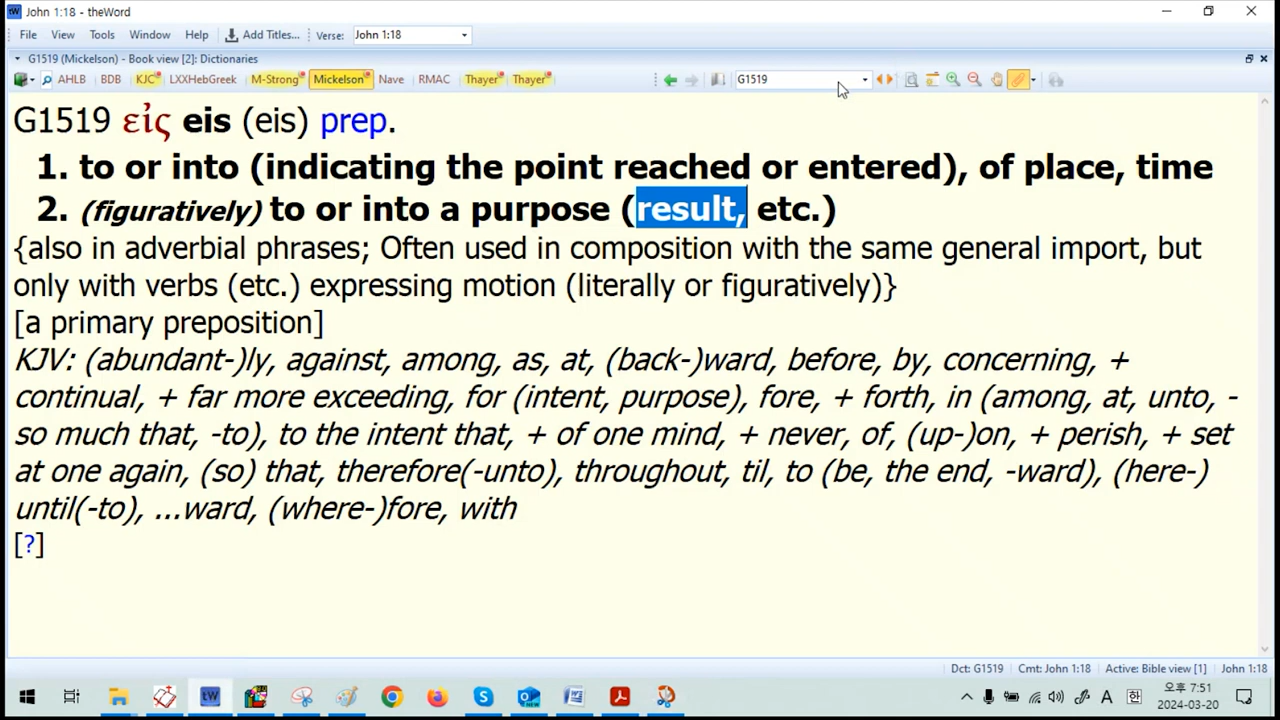 John 1:18 - theWord
File View Tools Window Help Add Titles... Verse: John 1:18
G1519 (Mickelson) - Book view [2]: Dictionaries
AHLB BDB KJC LXXHebGreek M-Strong Mickelson Nave RMAC Thayer Thayer G1519
G1519 εἰς eis (eis) prep.
1. to or into (indicating the point reached or entered), of place, time
2. (figuratively) to or into a purpose (result, etc.)
{also in adverbial phrases; Often used in composition with the same general import, but
only with verbs (etc.) expressing motion (literally or figuratively)}
[a primary preposition]
KJV: (abundant-)ly, against, among, as, at, (back-)ward, before, by, concerning, +
continual, + far more exceeding, for (intent, purpose), fore, + forth, in (among, at, unto, -
so much that, -to), to the intent that, + of one mind, + never, of, (up-)on, + perish, + set
at one again, (so) that, therefore(-unto), throughout, til, to (be, the end, -ward), (here-)
until(-to), ...ward, (where-)fore, with
[?]
Dct: G1519 Cmt: John 1:18 Active: Bible view [1] John 1:18
A 한 오후 7:51
2024-03-20